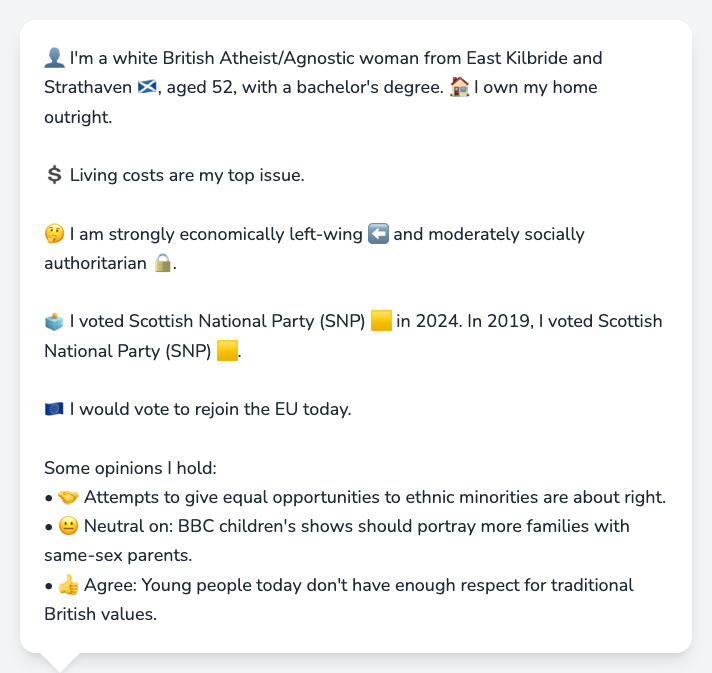 👤 I'm a white British Atheist/Agnostic woman from East Kilbride and
Strathaven 🏴󠁧󠁢󠁳󠁣󠁴󠁿, aged 52, with a bachelor's degree. 🏠 I own my home
outright.
💲 Living costs are my top issue.
🤔 I am strongly economically left-wing ⬅️ and moderately socially
authoritarian 🔒.
🗳️ I voted Scottish National Party (SNP) 🟨 in 2024. In 2019, I voted Scottish
National Party (SNP) 🟨.
🇪🇺 I would vote to rejoin the EU today.
Some opinions I hold:
• 🤝 Attempts to give equal opportunities to ethnic minorities are about right.
• 😐 Neutral on: BBC children's shows should portray more families with
same-sex parents.
• 👍 Agree: Young people today don't have enough respect for traditional
British values.